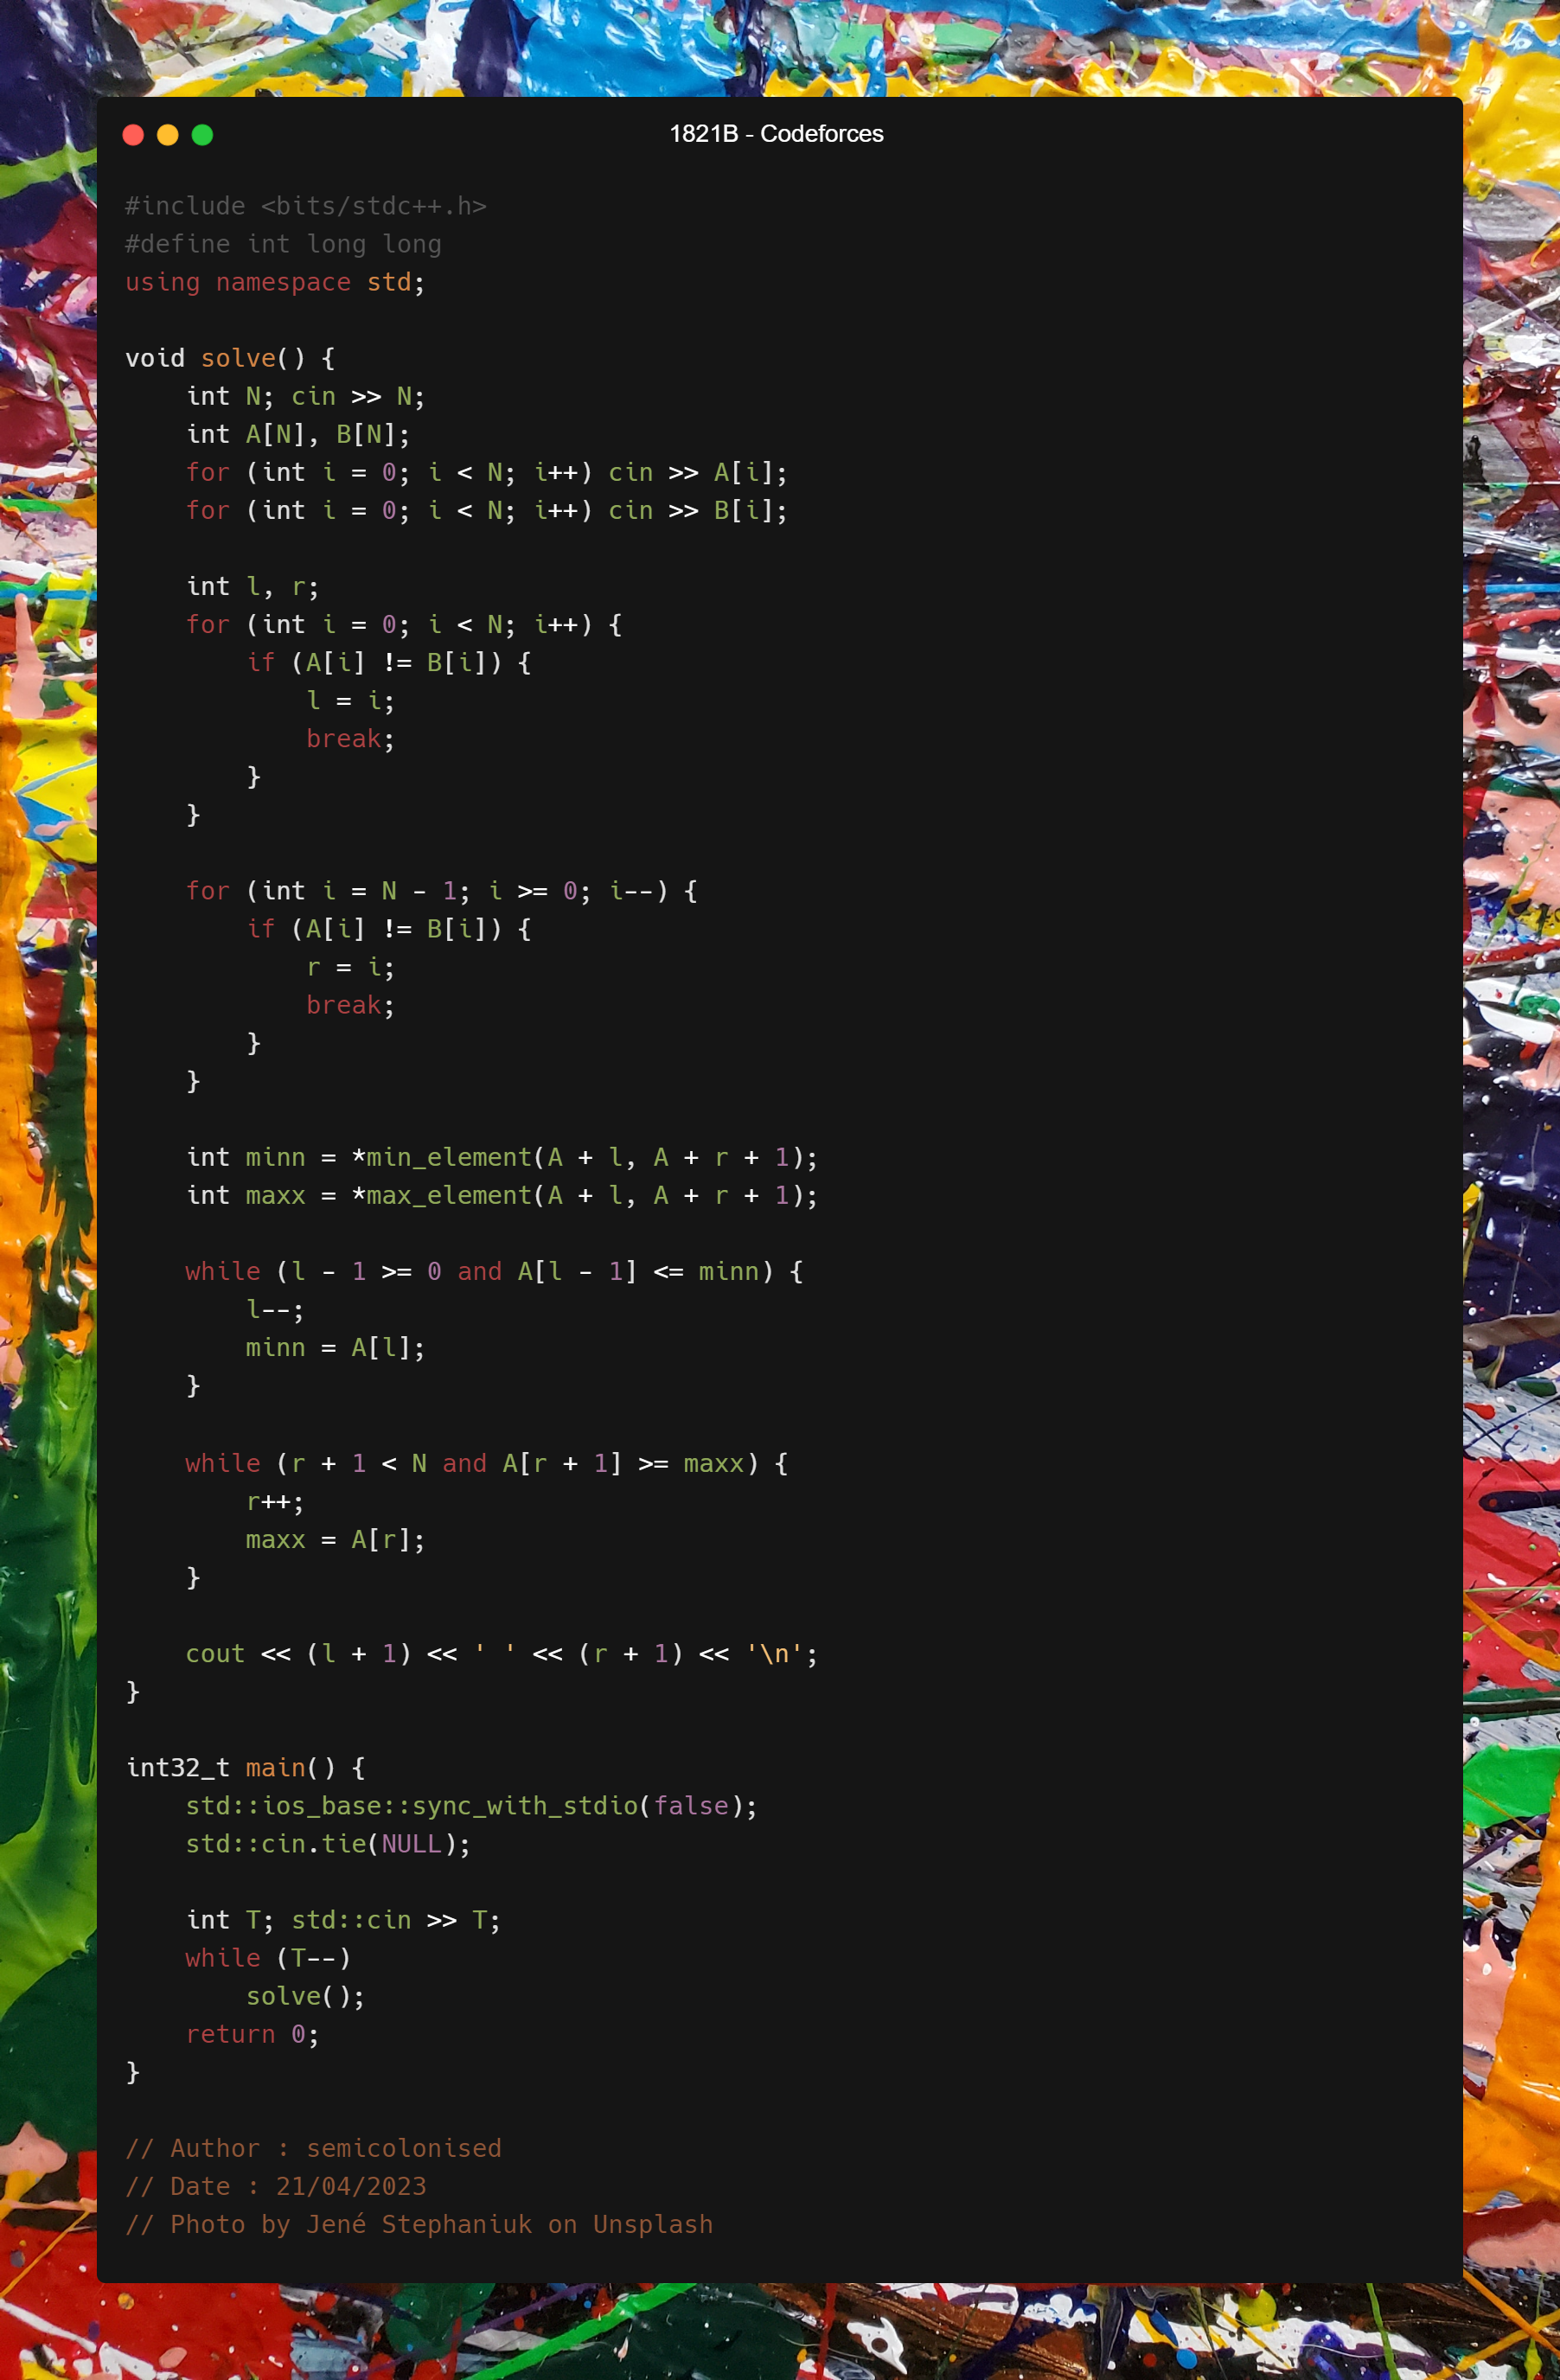 1821B - Codeforces
#include <bits/stdc++.h>
#define int long long
using namespace std;

void solve() {
    int N; cin >> N;
    int A[N], B[N];
    for (int i = 0; i < N; i++) cin >> A[i];
    for (int i = 0; i < N; i++) cin >> B[i];

    int l, r;
    for (int i = 0; i < N; i++) {
        if (A[i] != B[i]) {
            l = i;
            break;
        }
    }

    for (int i = N - 1; i >= 0; i--) {
        if (A[i] != B[i]) {
            r = i;
            break;
        }
    }

    int minn = *min_element(A + l, A + r + 1);
    int maxx = *max_element(A + l, A + r + 1);

    while (l - 1 >= 0 and A[l - 1] <= minn) {
        l--;
        minn = A[l];
    }

    while (r + 1 < N and A[r + 1] >= maxx) {
        r++;
        maxx = A[r];
    }

    cout << (l + 1) << ' ' << (r + 1) << '\n';
}

int32_t main() {
    std::ios_base::sync_with_stdio(false);
    std::cin.tie(NULL);

    int T; std::cin >> T;
    while (T--)
        solve();
    return 0;
}

// Author : semicolonised
// Date : 21/04/2023
// Photo by Jené Stephaniuk on Unsplash